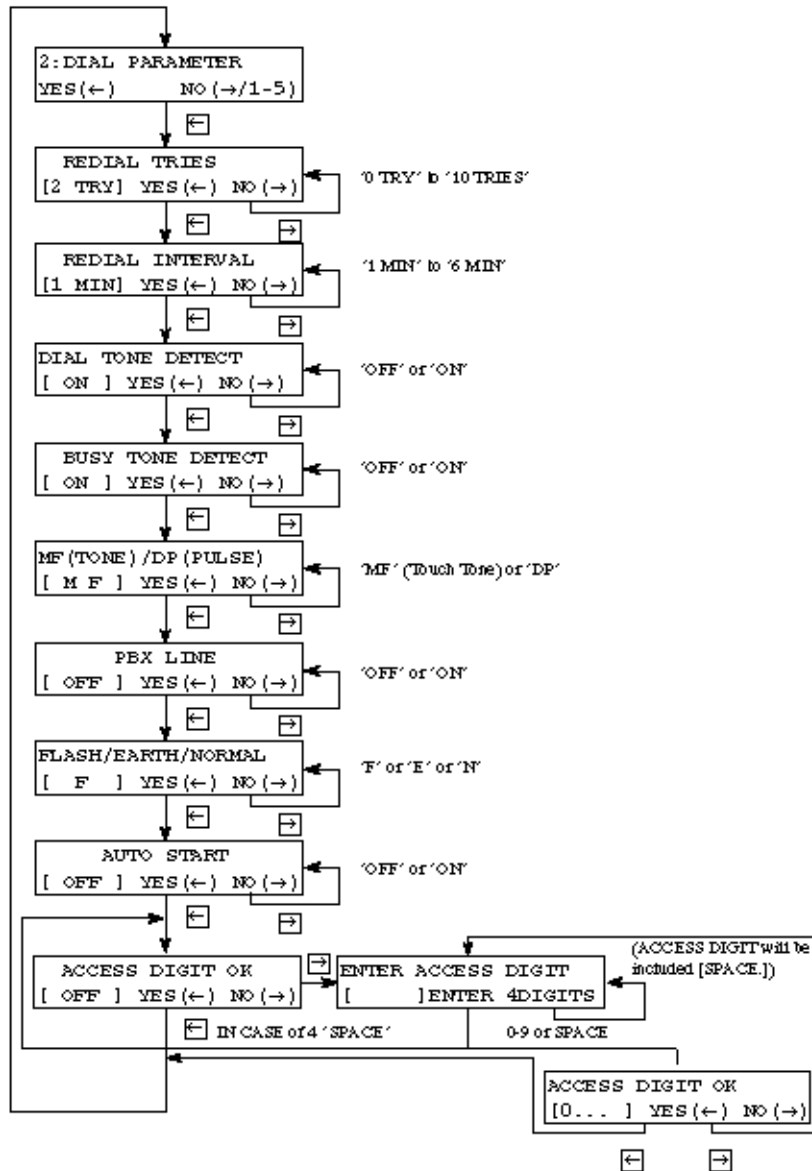 2:DIAL PARAMETER
YES(←) NO(→/1-5)
←
REDIAL TRIES
[2 TRY] YES(←) NO(→)
'0 TRY' to '10 TRIES'
← →
REDIAL INTERVAL
[1 MIN] YES(←) NO(→)
'1 MIN' to '6 MIN'
← →
DIAL TONE DETECT
[ ON ] YES(←) NO(→)
'OFF' or 'ON'
← →
BUSY TONE DETECT
[ ON ] YES(←) NO(→)
'OFF' or 'ON'
← →
MF(TONE)/DP(PULSE)
[ M F ] YES(←) NO(→)
'MF' (Touch Tone) or 'DP'
← →
PBX LINE
[ OFF ] YES(←) NO(→)
'OFF' or 'ON'
← →
FLASH/EARTH/NORMAL
[ F ] YES(←) NO(→)
'F' or 'E' or 'N'
← →
AUTO START
[ OFF ] YES(←) NO(→)
'OFF' or 'ON'
← →
ACCESS DIGIT OK
[ OFF ] YES(←) NO(→)
→
ENTER ACCESS DIGIT
[ ]ENTER 4DIGITS
(ACCESS DIGIT will be
included [SPACE.])
← IN CASE of 4 'SPACE'
0-9 or SPACE
ACCESS DIGIT OK
[0... ] YES(←) NO(→)
← →